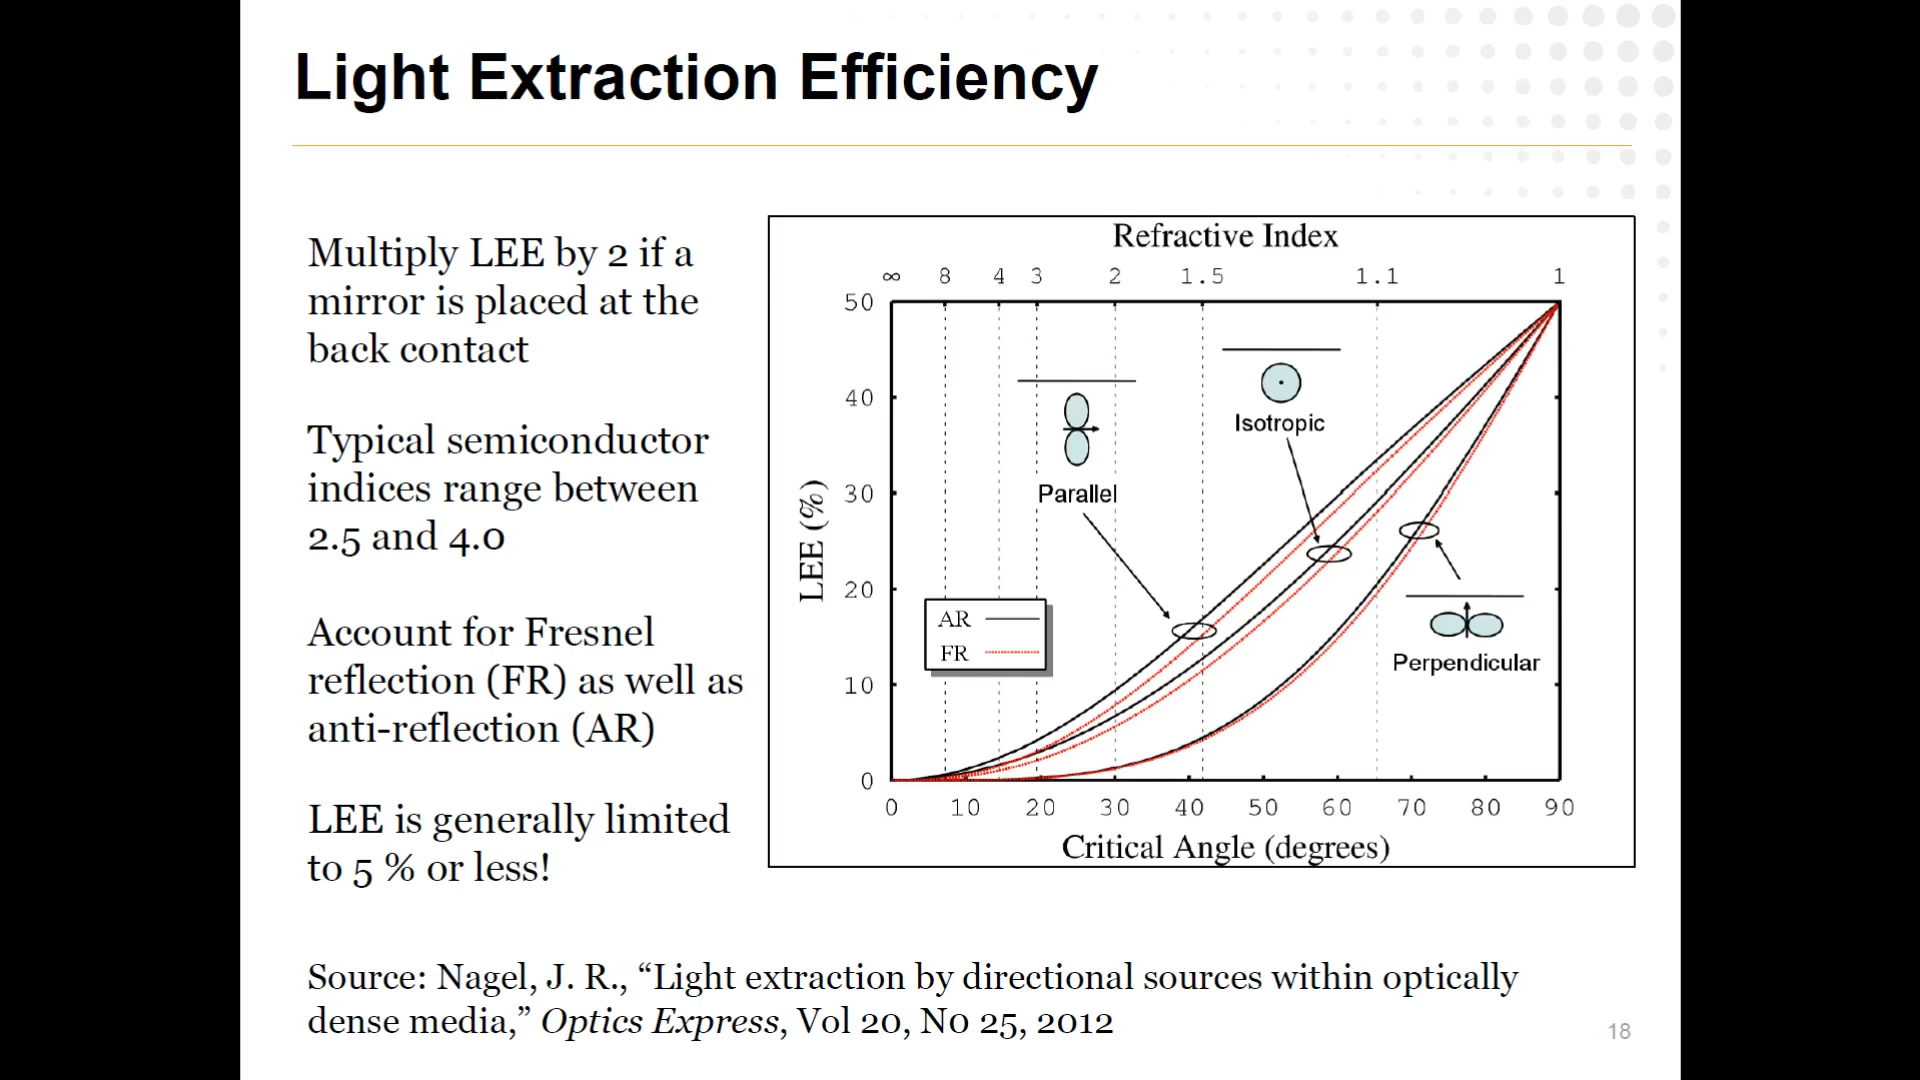 Light Extraction Efficiency
Multiply LEE by 2 if a
mirror is placed at the
back contact
Typical semiconductor
indices range between
2.5 and 4.0
Account for Fresnel
reflection (FR) as well as
anti-reflection (AR)
LEE is generally limited
to 5 % or less!
Refractive Index
∞ 8 4 3 2 1.5 1.1 1
50
40
30
20
10
0
LEE (%)
Parallel
Isotropic
Perpendicular
AR
FR
0 10 20 30 40 50 60 70 80 90
Critical Angle (degrees)
Source: Nagel, J. R., “Light extraction by directional sources within optically
dense media,” Optics Express, Vol 20, No 25, 2012
18